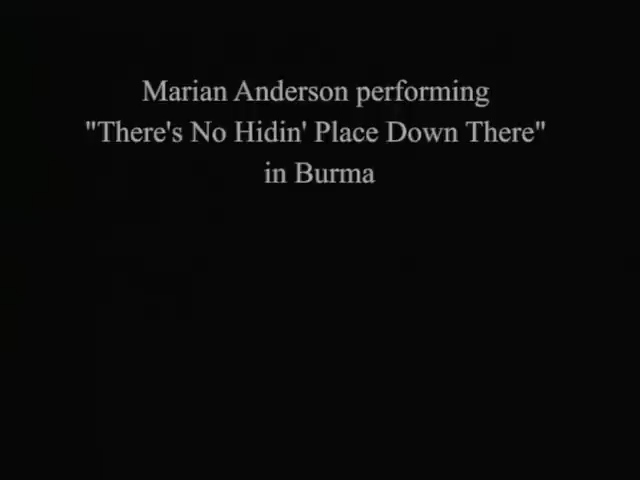 Marian Anderson performing
"There's No Hidin' Place Down There"
in Burma